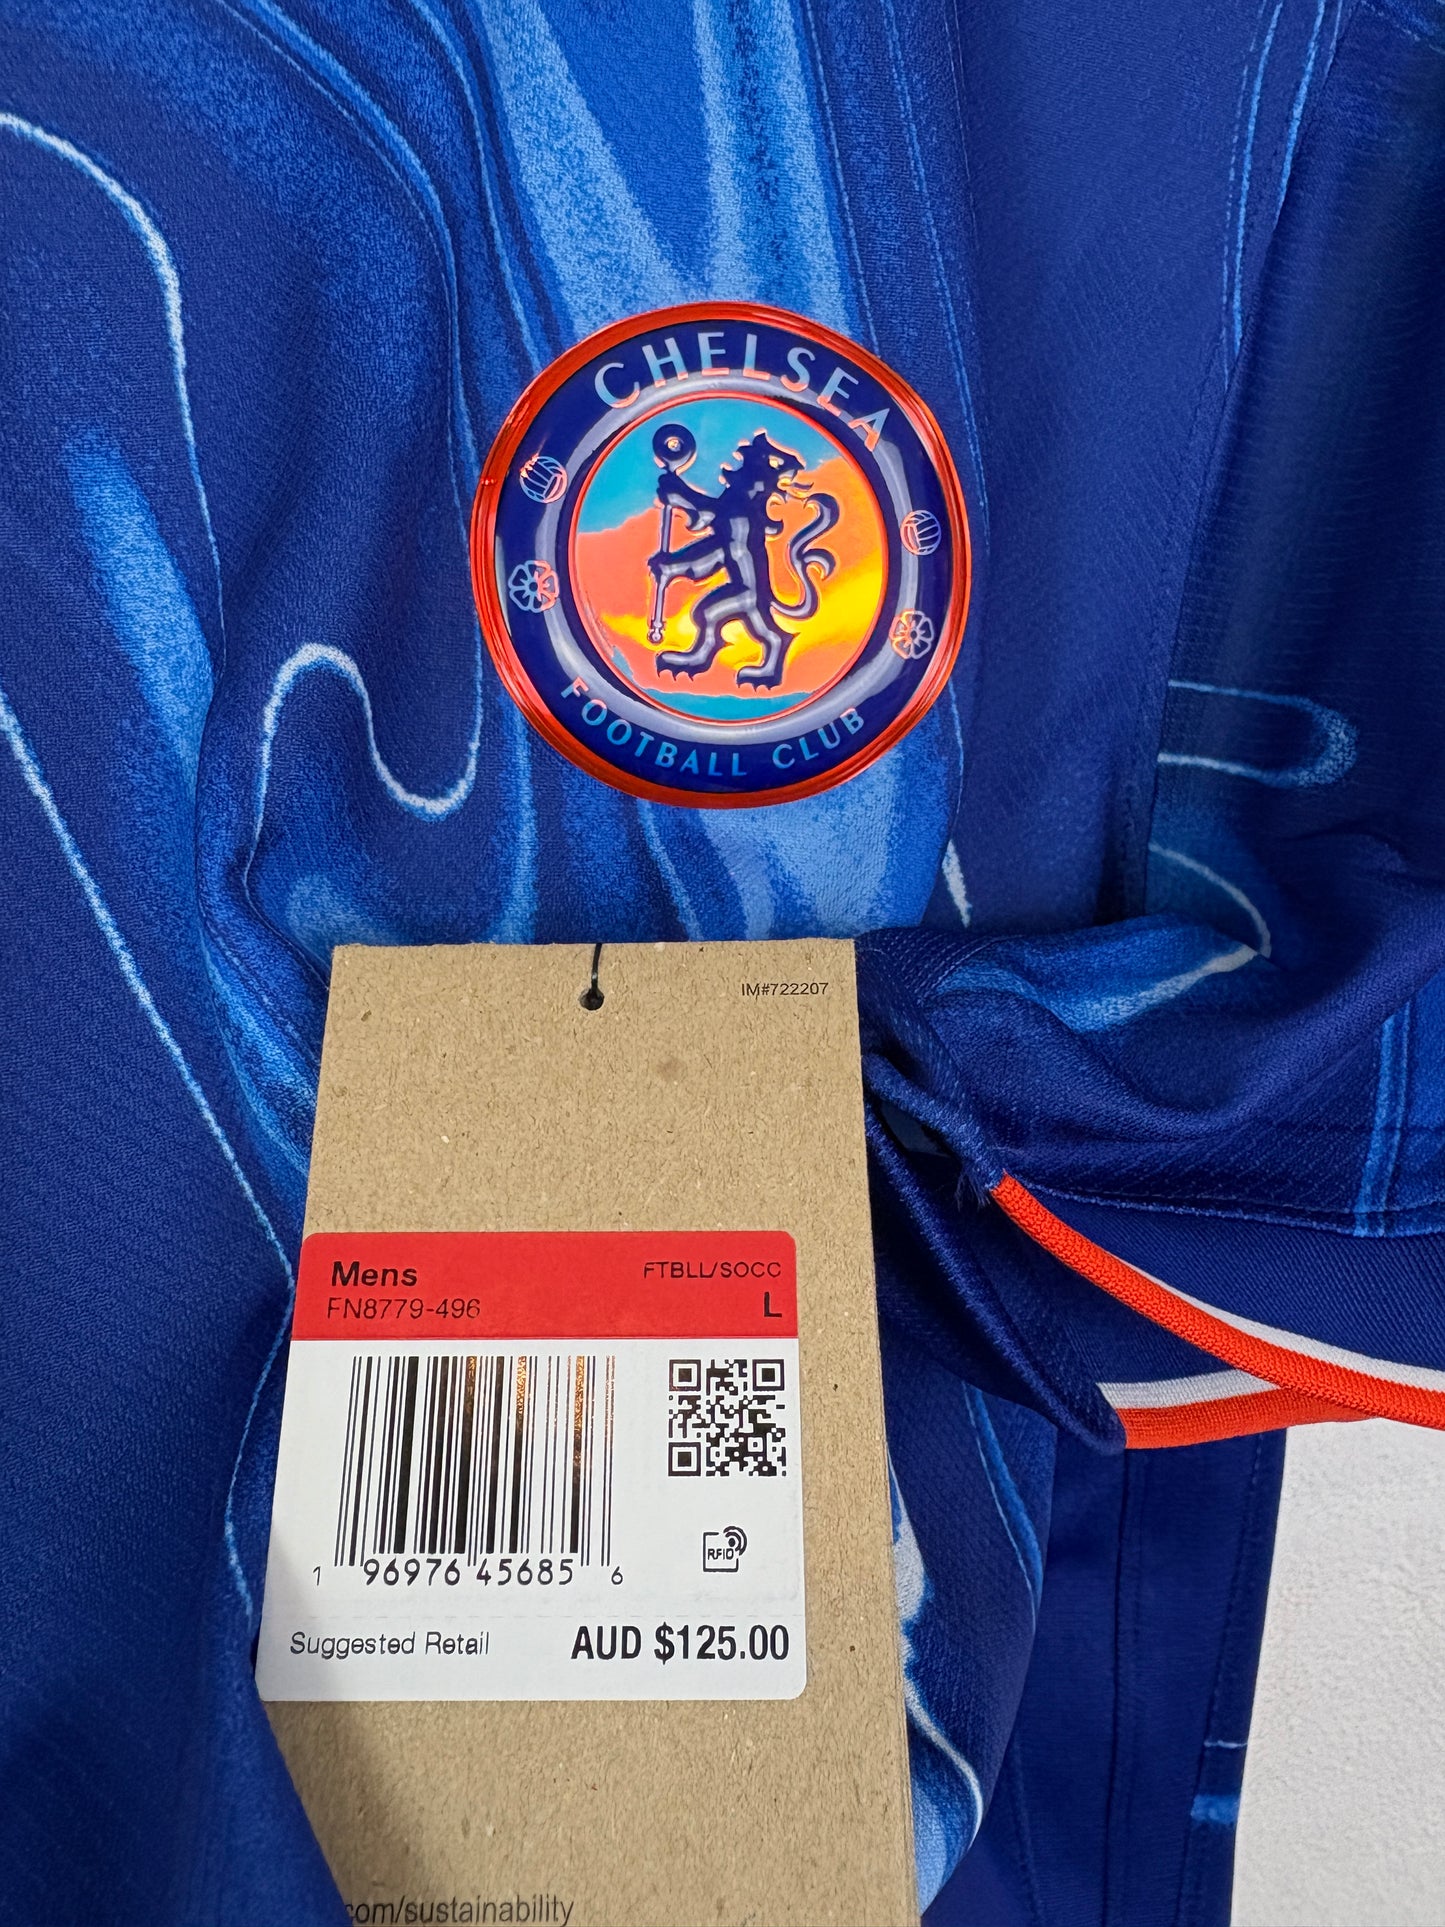 CHELSEA
FOOTBALL CLUB
IM#722207
Mens
FTBLL/SOCC
FN8779-496
L
1 96976 45685 6
RFID
Suggested Retail
AUD $125.00
.com/sustainability